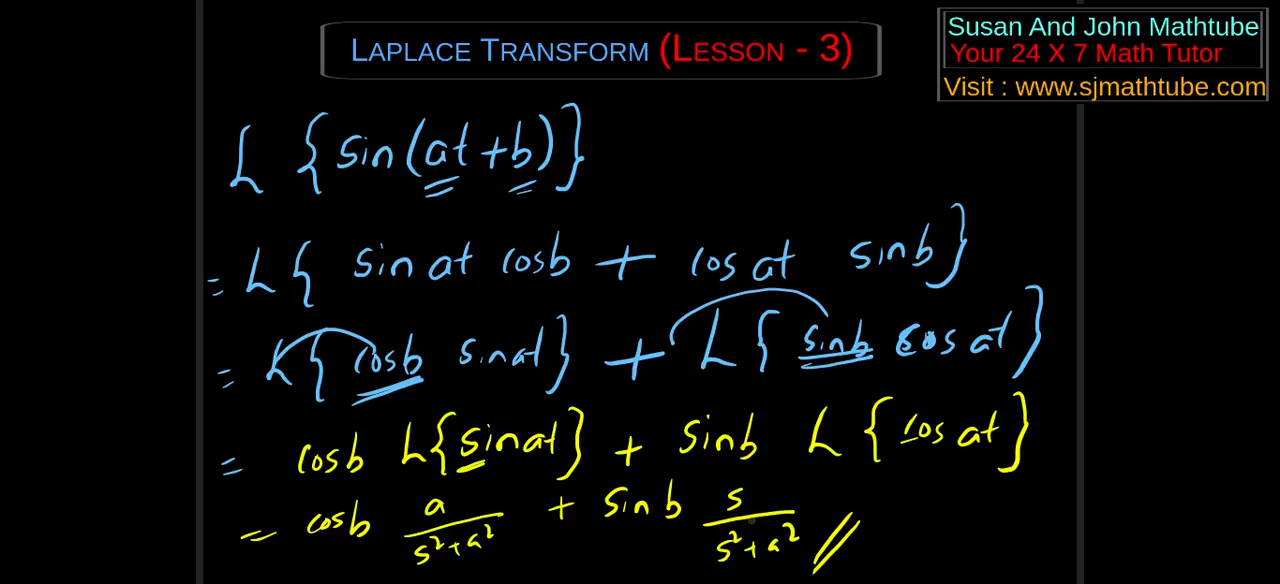 LAPLACE TRANSFORM (LESSON - 3)
Susan And John Mathtube
Your 24 X 7 Math Tutor
Visit : www.sjmathtube.com
L {sin(at+b)}
= L{ sin at cosb + cos at sinb}
= L{cosb sinat} + L{ sinb cos at}
= cosb L{sinat} + sinb L {cos at}
= cosb a/(s²+a²) + sin b s/(s²+a²) //